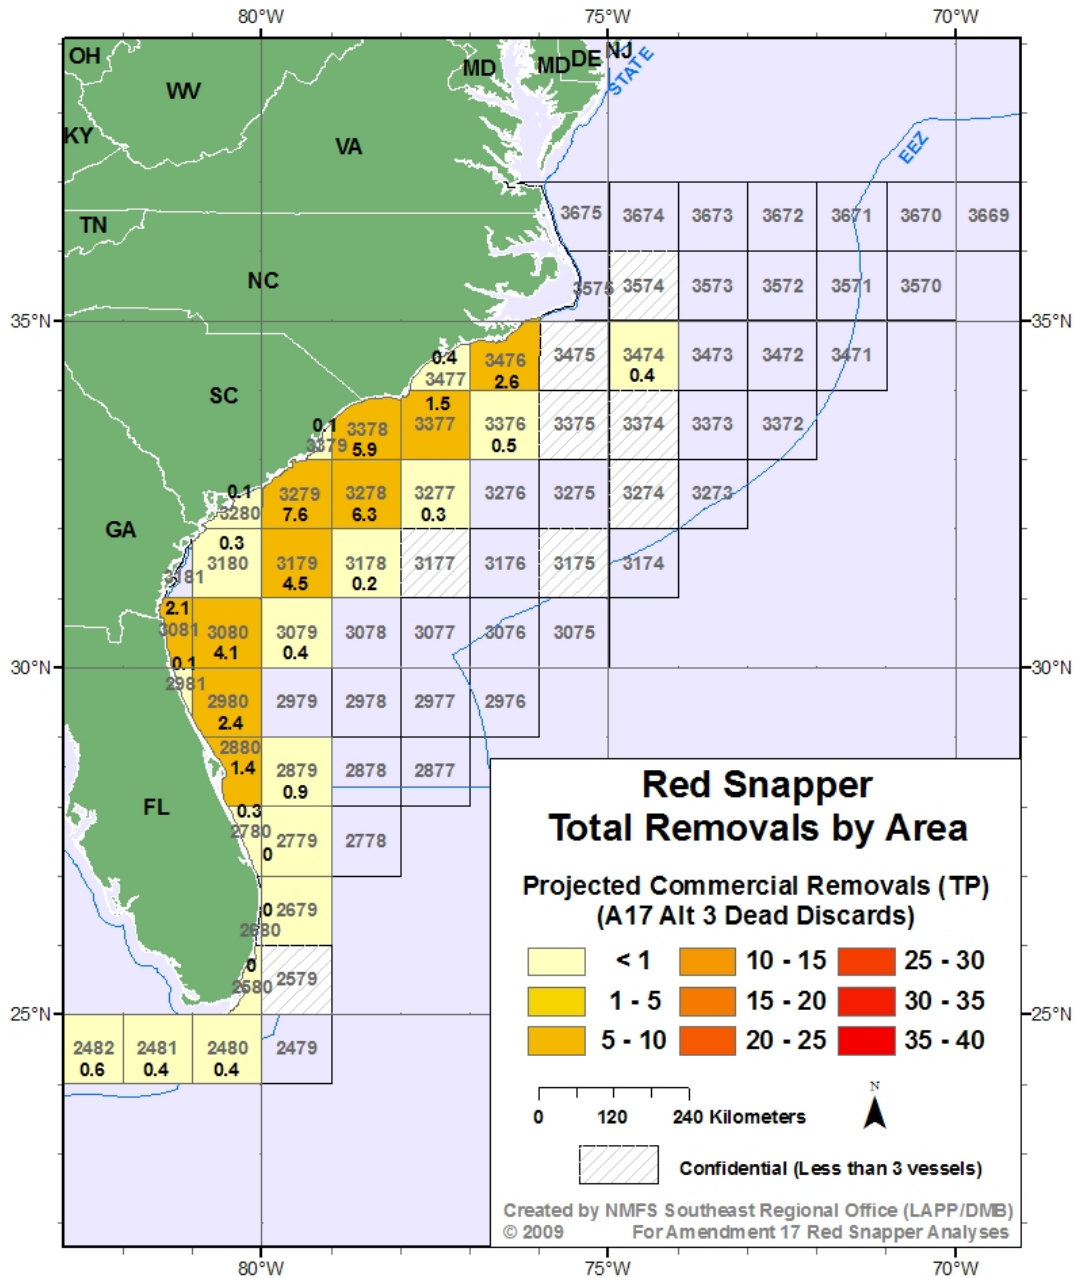 80°W 75°W 70°W
OH WV MD MD DE NJ
STATE
KY VA EEZ
TN 3675 3674 3673 3672 3671 3670 3669
NC 3575 3574 3573 3572 3571 3570
35°N 35°N
0.4 3476 3475 3474 3473 3472 3471
3477 2.6 0.4
SC 1.5
0.1 3378 3377 3376 3375 3374 3373 3372
3379 5.9 0.5
0.1 3279 3278 3277 3276 3275 3274 3273
3280 7.6 6.3 0.3
GA 0.3
3181 3180 3179 3178 3177 3176 3175 3174
4.5 0.2
2.1
3081 3080 3079 3078 3077 3076 3075
4.1 0.4
30°N 0.1 30°N
2981 2980 2979 2978 2977 2976
2.4
2880 2879 2878 2877
1.4 0.9
FL 0.3
2780 2779 2778
0
0 2679
2680
0
2580 2579
25°N 25°N
2482 2481 2480 2479
0.6 0.4 0.4
Red Snapper
Total Removals by Area
Projected Commercial Removals (TP)
(A17 Alt 3 Dead Discards)
< 1 10 - 15 25 - 30
1 - 5 15 - 20 30 - 35
5 - 10 20 - 25 35 - 40
N
0 120 240 Kilometers
Confidential (Less than 3 vessels)
Created by NMFS Southeast Regional Office (LAPP/DMB)
© 2009 For Amendment 17 Red Snapper Analyses
80°W 75°W 70°W